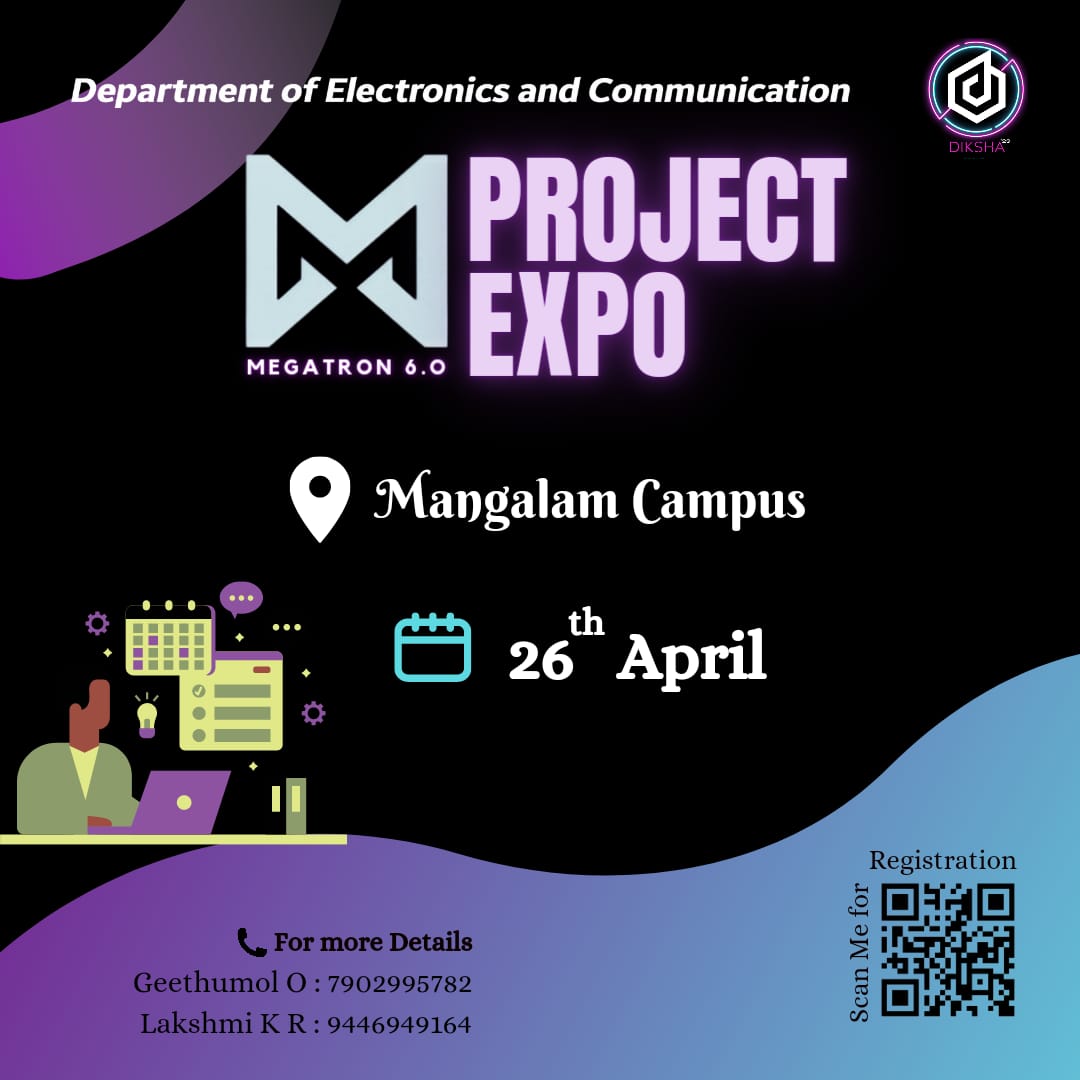 Department of Electronics and Communication
DIKSHA
PROJECT
EXPO
MEGATRON 6.0
Mangalam Campus
26th April
Registration
Scan Me for
For more Details
Geethumol O : 7902995782
Lakshmi K R : 9446949164